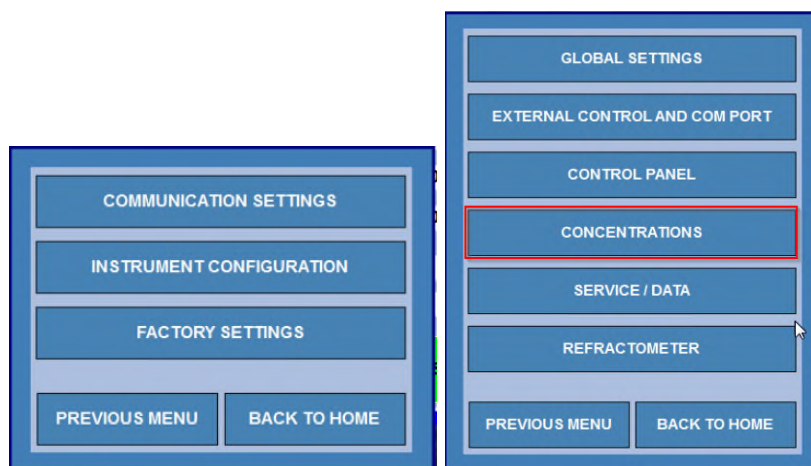 COMMUNICATION SETTINGS
INSTRUMENT CONFIGURATION
FACTORY SETTINGS
PREVIOUS MENU
BACK TO HOME
GLOBAL SETTINGS
EXTERNAL CONTROL AND COM PORT
CONTROL PANEL
CONCENTRATIONS
SERVICE / DATA
REFRACTOMETER
PREVIOUS MENU
BACK TO HOME